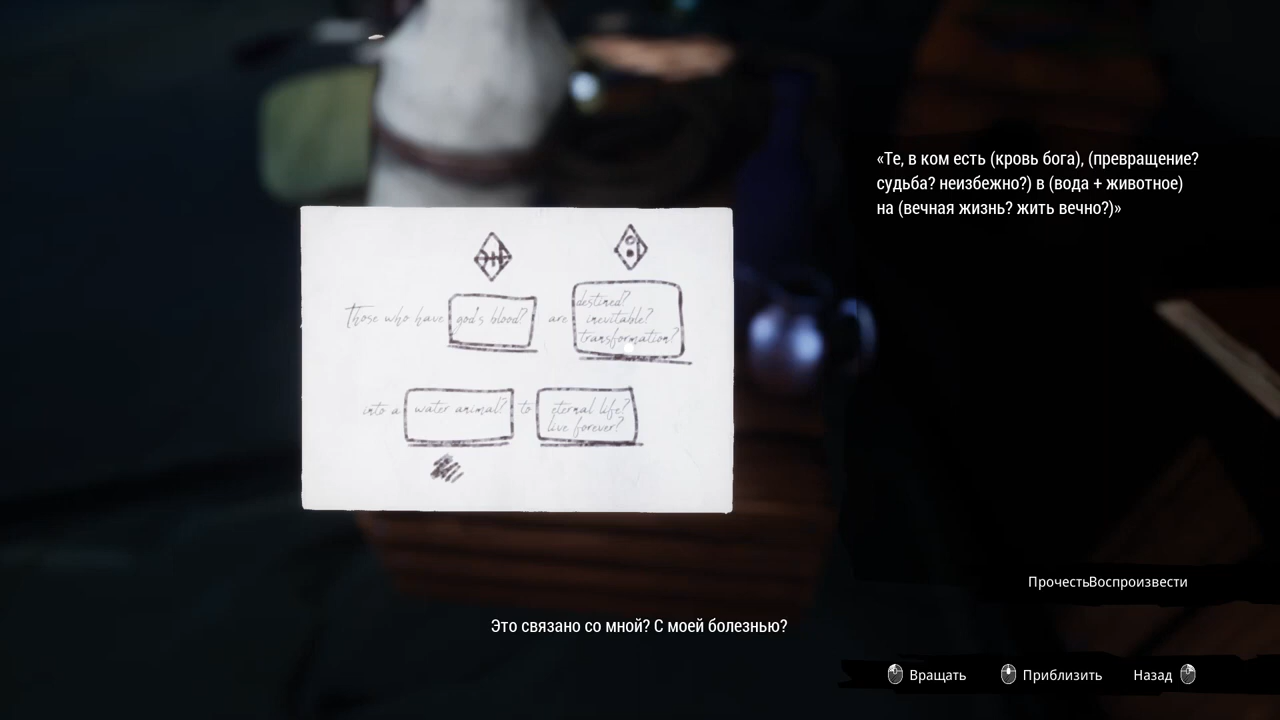 «Те, в ком есть (кровь бога), (превращение?
судьба? неизбежно?) в (вода + животное)
на (вечная жизнь? жить вечно?)»
Those who have god's blood? are destined?
inevitable?
transformation?
into a water animal? to eternal life?
live forever?
ПрочестьВоспроизвести
Это связано со мной? С моей болезнью?
Вращать Приблизить Назад